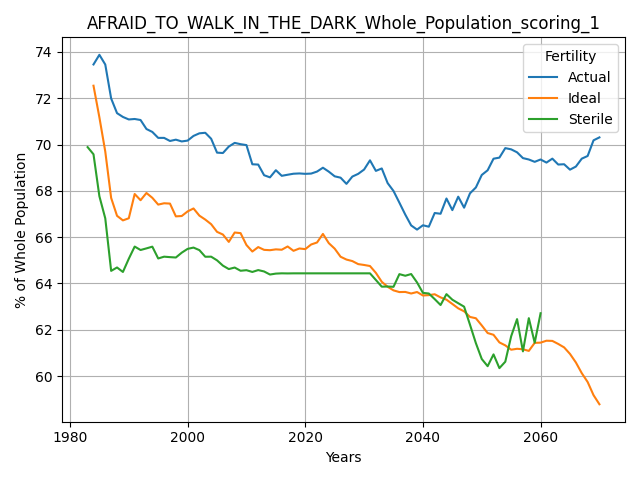 AFRAID_TO_WALK_IN_THE_DARK_Whole_Population_scoring_1
Fertility
Actual
Ideal
Sterile
% of Whole Population
74
72
70
68
66
64
62
60
1980
2000
2020
2040
2060
Years